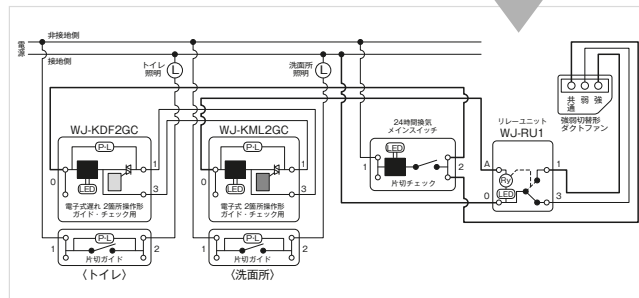 電源
非接地側
接地側
トイレ照明
L
洗面所照明
L
WJ-KDF2GC
P·L
0
1
3
LED
電子式遅れ 2箇所操作形
ガイド・チェック用
WJ-KML2GC
P·L
0
1
3
LED
電子式 2箇所操作形
ガイド・チェック用
24時間換気
メインスイッチ
LED
1
2
片切チェック
リレーユニット
WJ-RU1
A
Ry
LED
0
1
3
共通
弱
強
強弱切替形
ダクトファン
P·L
1
2
片切ガイド
〈トイレ〉
P·L
1
2
片切ガイド
〈洗面所〉